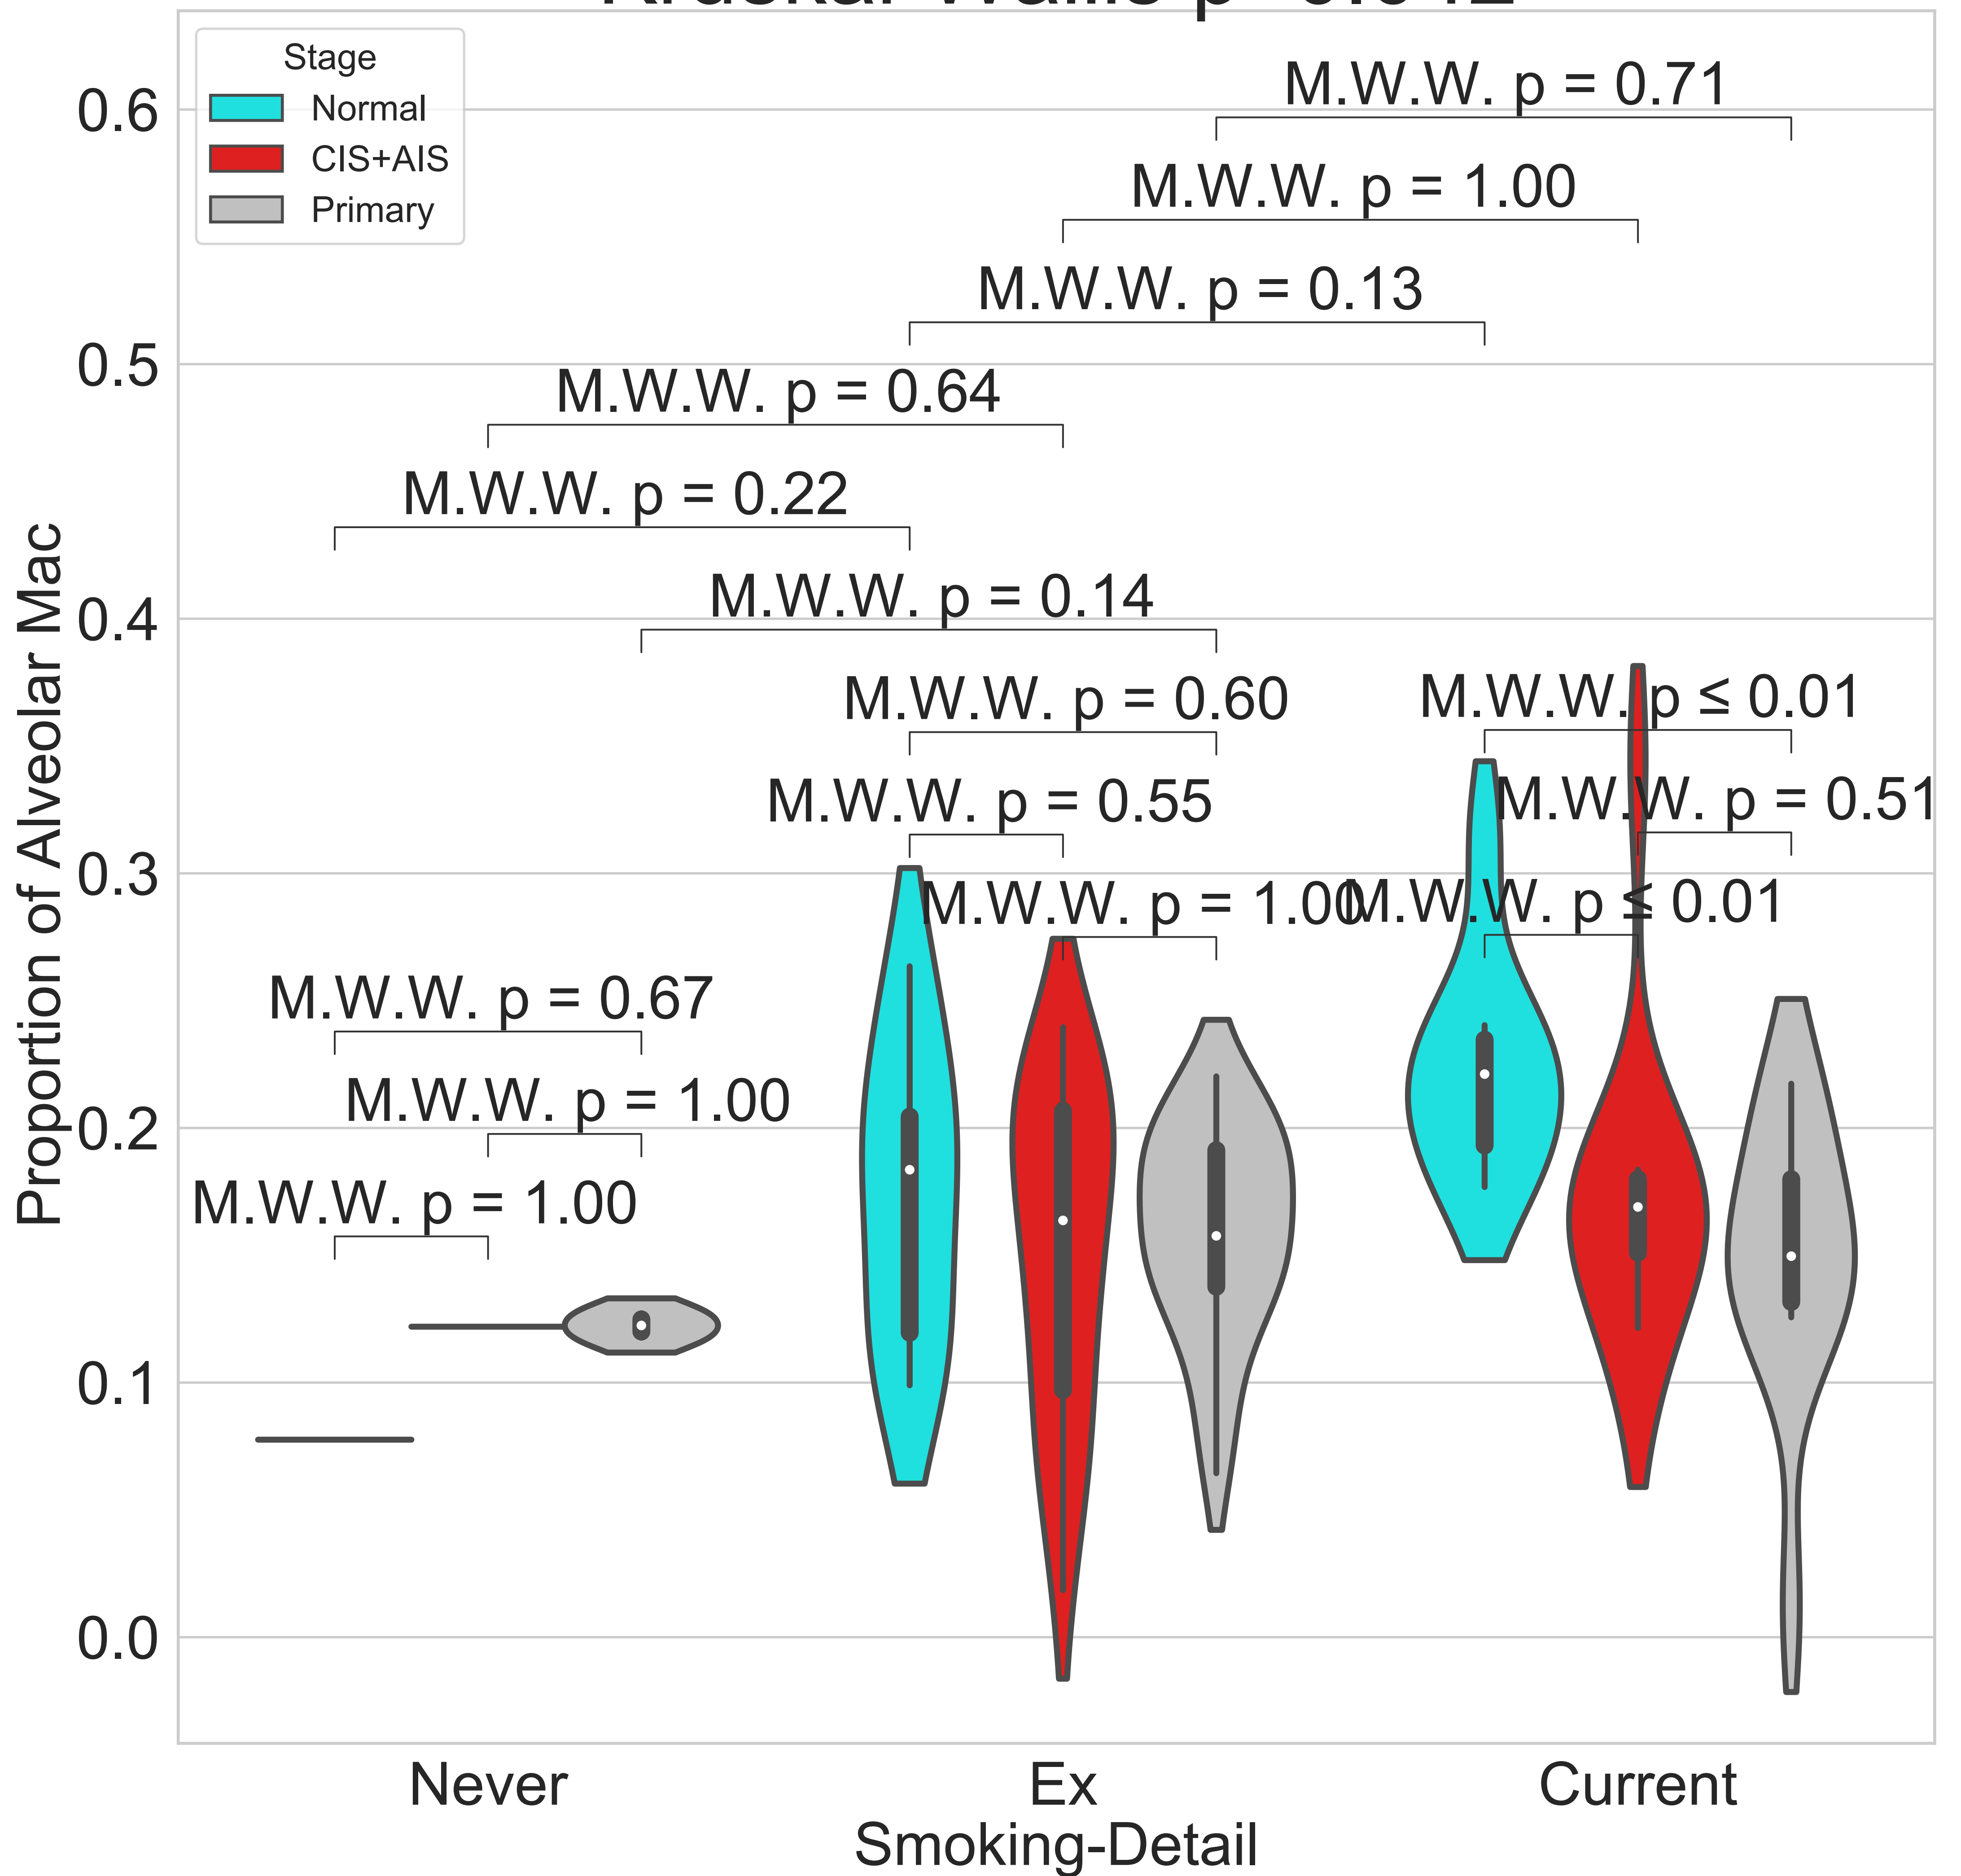 Stage
Normal
CIS+AIS
Primary
M.W.W. p = 0.71
M.W.W. p = 1.00
M.W.W. p = 0.13
M.W.W. p = 0.64
M.W.W. p = 0.22
M.W.W. p = 0.14
M.W.W. p = 0.60
M.W.W. p ≤ 0.01
M.W.W. p = 0.55
M.W.W. p = 0.51
M.W.W. p = 1.00
M.W.W. p ≤ 0.01
M.W.W. p = 0.67
M.W.W. p = 1.00
M.W.W. p = 1.00
0.6
0.5
0.4
0.3
0.2
0.1
0.0
Proportion of Alveolar Mac
Never
Ex
Current
Smoking-Detail